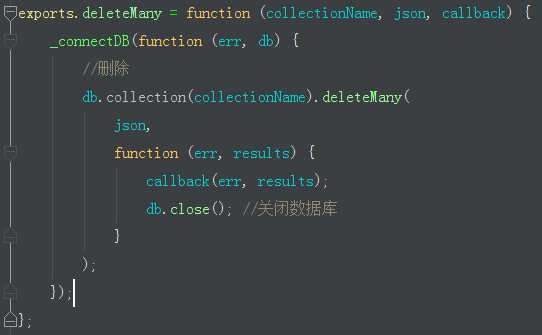 exports.deleteMany = function (collectionName, json, callback) {
    _connectDB(function (err, db) {
        //删除
        db.collection(collectionName).deleteMany(
            json,
            function (err, results) {
                callback(err, results);
                db.close(); //关闭数据库
            }
        );
    });
};